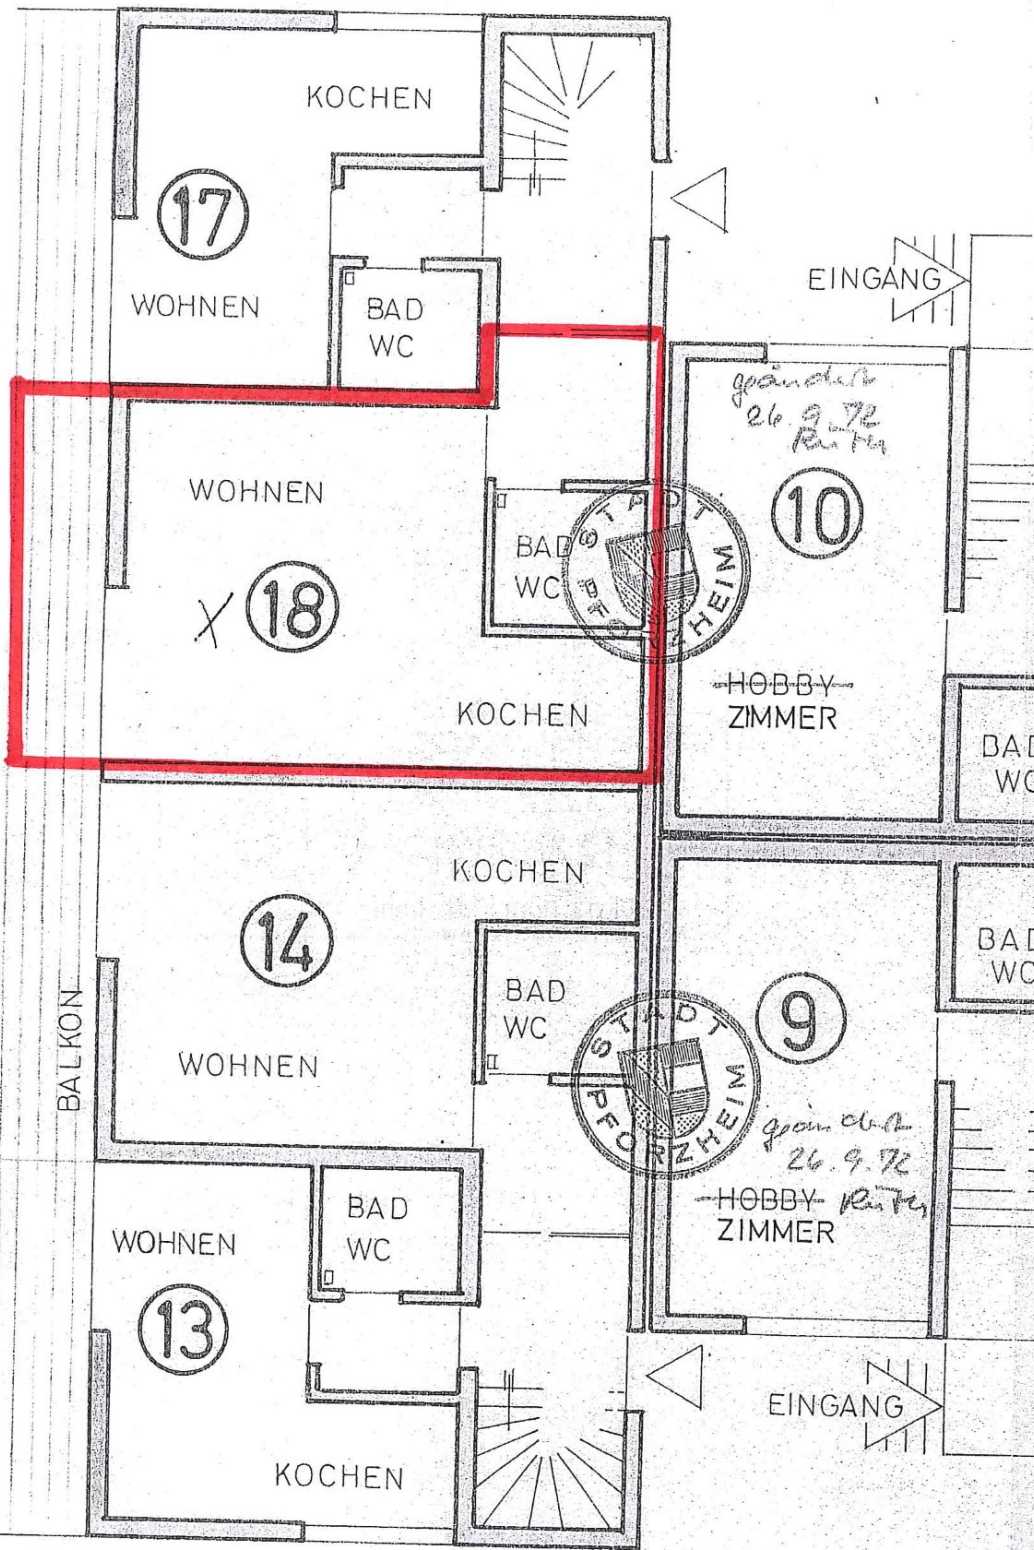 KOCHEN
17
WOHNEN
BAD
WC
EINGANG
geändert
26.9.72
10
WOHNEN
BAD
WC
STADT PFORZHEIM
X 18
HOBBY
ZIMMER
KOCHEN
BAD
WC
KOCHEN
14
BAD
WC
9
BAD
WC
STADT PFORZHEIM
WOHNEN
BALKON
geändert
26.9.72
HOBBY
ZIMMER
BAD
WC
WOHNEN
13
EINGANG
KOCHEN